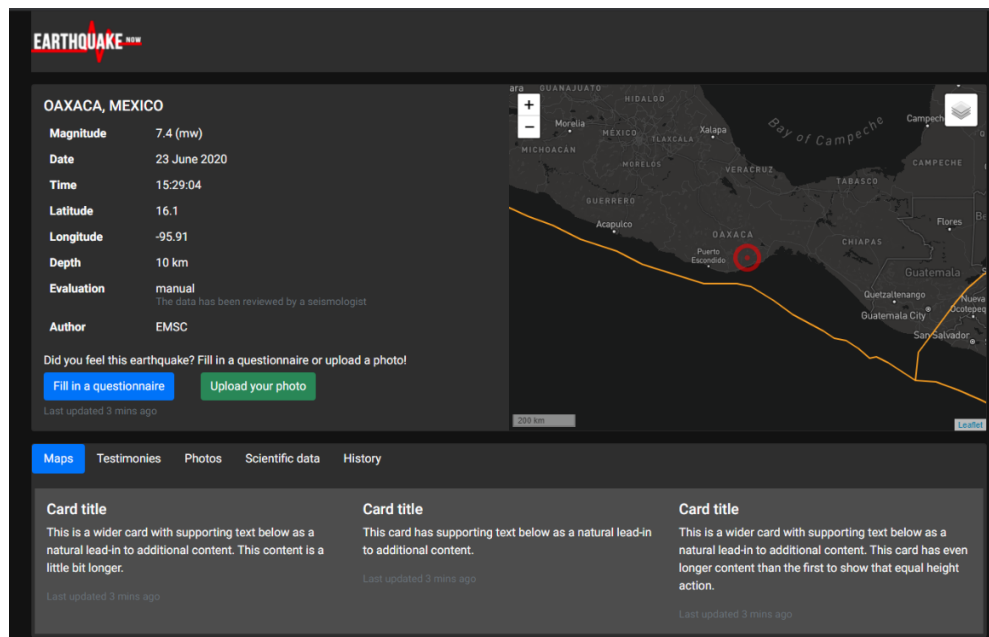 EARTHQUAKE NOW
OAXACA, MEXICO
Magnitude 7.4 (mw)
Date 23 June 2020
Time 15:29:04
Latitude 16.1
Longitude -95.91
Depth 10 km
Evaluation manual
The data has been reviewed by a seismologist
Author EMSC
Did you feel this earthquake? Fill in a questionnaire or upload a photo!
Fill in a questionnaire Upload your photo
Last updated 3 mins ago
ara GUANAJUATO
HIDALGO
+
−
Morelia
MÉXICO
TLAXCALA
Xalapa
Bay of Campeche
Campech
MICHOACÁN
MORELOS
VERACRUZ
CAMPECHE
TABASCO
GUERRERO
Acapulco
OAXACA
Flores
Be
CHIAPAS
Puerto
Escondido
Guatemala
Quetzaltenango
Nueva
Ocotepeq
Guatemala City
San Salvador
200 km
Leaflet
Maps Testimonies Photos Scientific data History
Card title
This is a wider card with supporting text below as a
natural lead-in to additional content. This content is a
little bit longer.
Last updated 3 mins ago
Card title
This card has supporting text below as a natural lead-in
to additional content.
Last updated 3 mins ago
Card title
This is a wider card with supporting text below as a
natural lead-in to additional content. This card has even
longer content than the first to show that equal height
action.
Last updated 3 mins ago